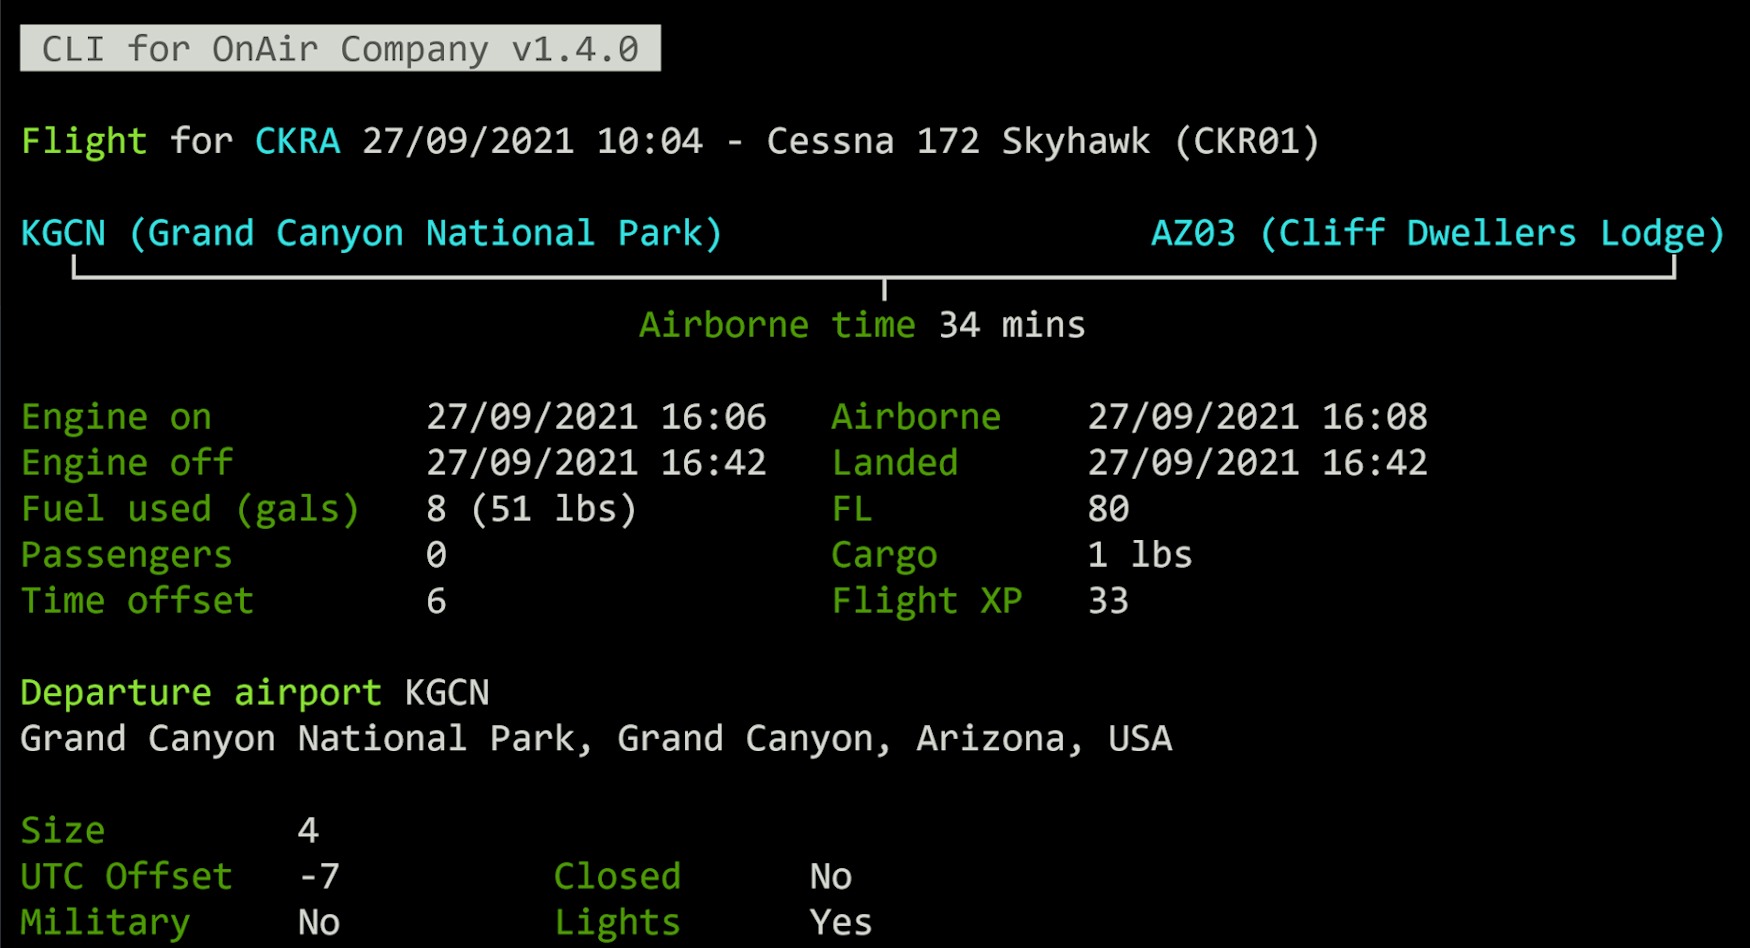 CLI for OnAir Company v1.4.0
Flight for CKRA 27/09/2021 10:04 - Cessna 172 Skyhawk (CKR01)
KGCN (Grand Canyon National Park) AZ03 (Cliff Dwellers Lodge)
Airborne time 34 mins
Engine on 27/09/2021 16:06 Airborne 27/09/2021 16:08
Engine off 27/09/2021 16:42 Landed 27/09/2021 16:42
Fuel used (gals) 8 (51 lbs) FL 80
Passengers 0 Cargo 1 lbs
Time offset 6 Flight XP 33
Departure airport KGCN
Grand Canyon National Park, Grand Canyon, Arizona, USA
Size 4
UTC Offset -7 Closed No
Military No Lights Yes